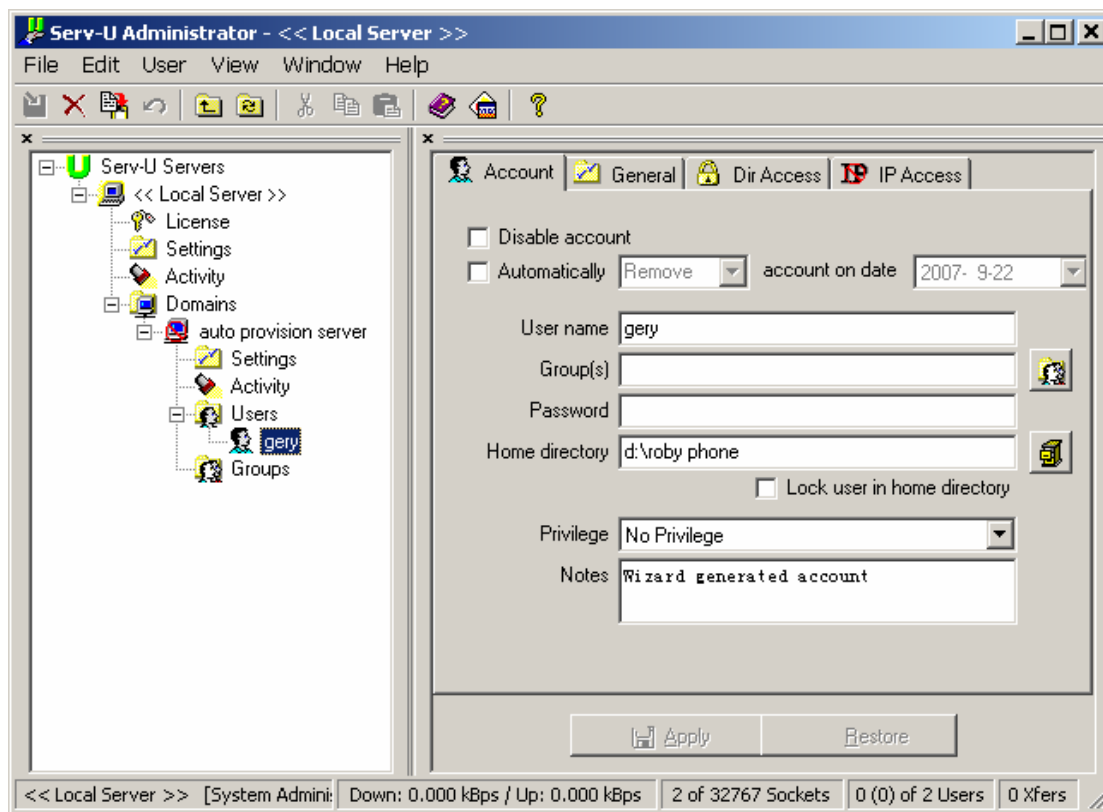 Serv-U Administrator - << Local Server >>
File Edit User View Window Help
Serv-U Servers
<< Local Server >>
License
Settings
Activity
Domains
auto provision server
Settings
Activity
Users
gery
Groups
Account General Dir Access IP Access
Disable account
Automatically Remove account on date 2007- 9-22
User name gery
Group(s)
Password
Home directory d:\roby phone
Lock user in home directory
Privilege No Privilege
Notes Wizard generated account
Apply Restore
<< Local Server >> [System Adminis Down: 0.000 kBps / Up: 0.000 kBps 2 of 32767 Sockets 0 (0) of 2 Users 0 Xfers